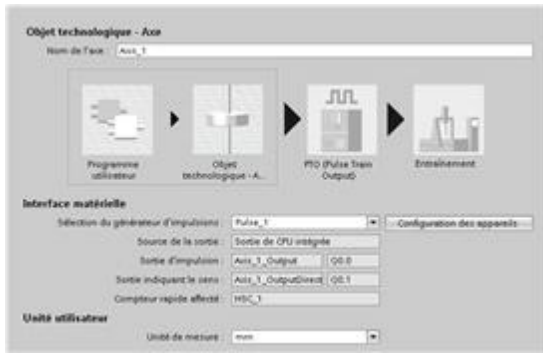 Objet technologique - Axe
Nom de l'axe : Axis_1
Programme utilisateur
Objet technologique - A...
PTO (Pulse Train Output)
Entraînement
Interface matérielle
Sélection du générateur d'impulsions : Pulse_1 Configuration des appareils
Source de la sortie : Sortie de CPU intégrée
Sortie d'impulsion : Axis_1_Output Q0.0
Sortie indiquant le sens : Axis_1_OutputDirect Q0.1
Compteur rapide affecté : HSC_1
Unité utilisateur
Unité de mesure : mm